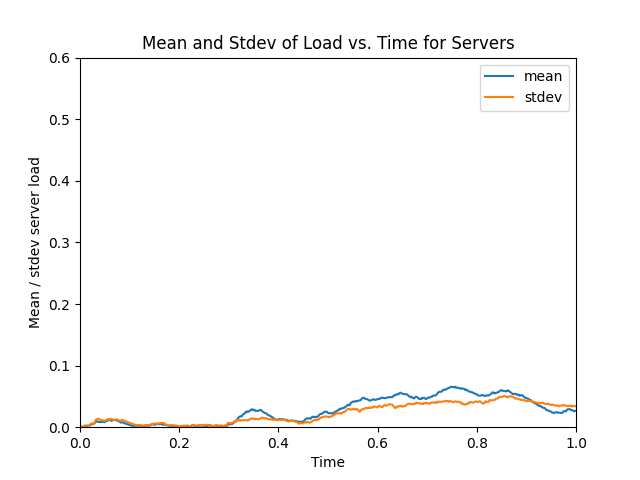 Mean and Stdev of Load vs. Time for Servers
mean
stdev
Mean / stdev server load
0.6
0.5
0.4
0.3
0.2
0.1
0.0
0.0 0.2 0.4 0.6 0.8 1.0
Time